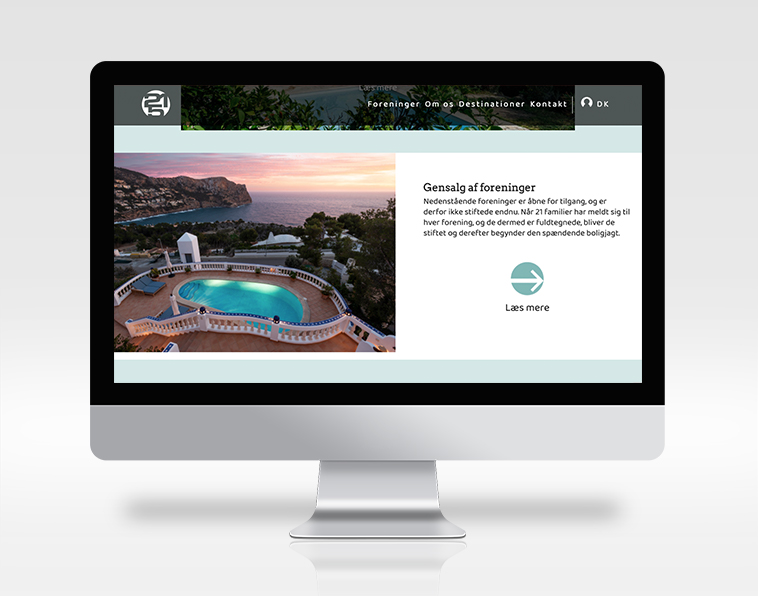 Læs mere
21
Foreninger Om os Destinationer Kontakt DK
Gensalg af foreninger
Nedenstående foreninger er åbne for tilgang, og er
derfor ikke stiftede endnu. Når 21 familier har meldt sig til
hver forening, og de dermed er fuldtegnede, bliver de
stiftet og derefter begynder den spændende boligjagt.
Læs mere